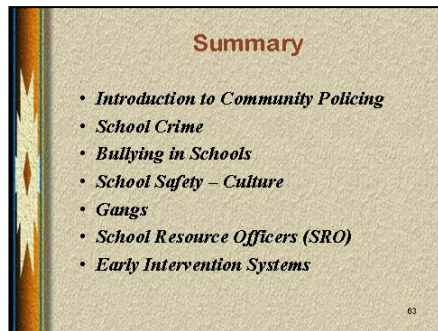 Summary
• Introduction to Community Policing
• School Crime
• Bullying in Schools
• School Safety – Culture
• Gangs
• School Resource Officers (SRO)
• Early Intervention Systems
63